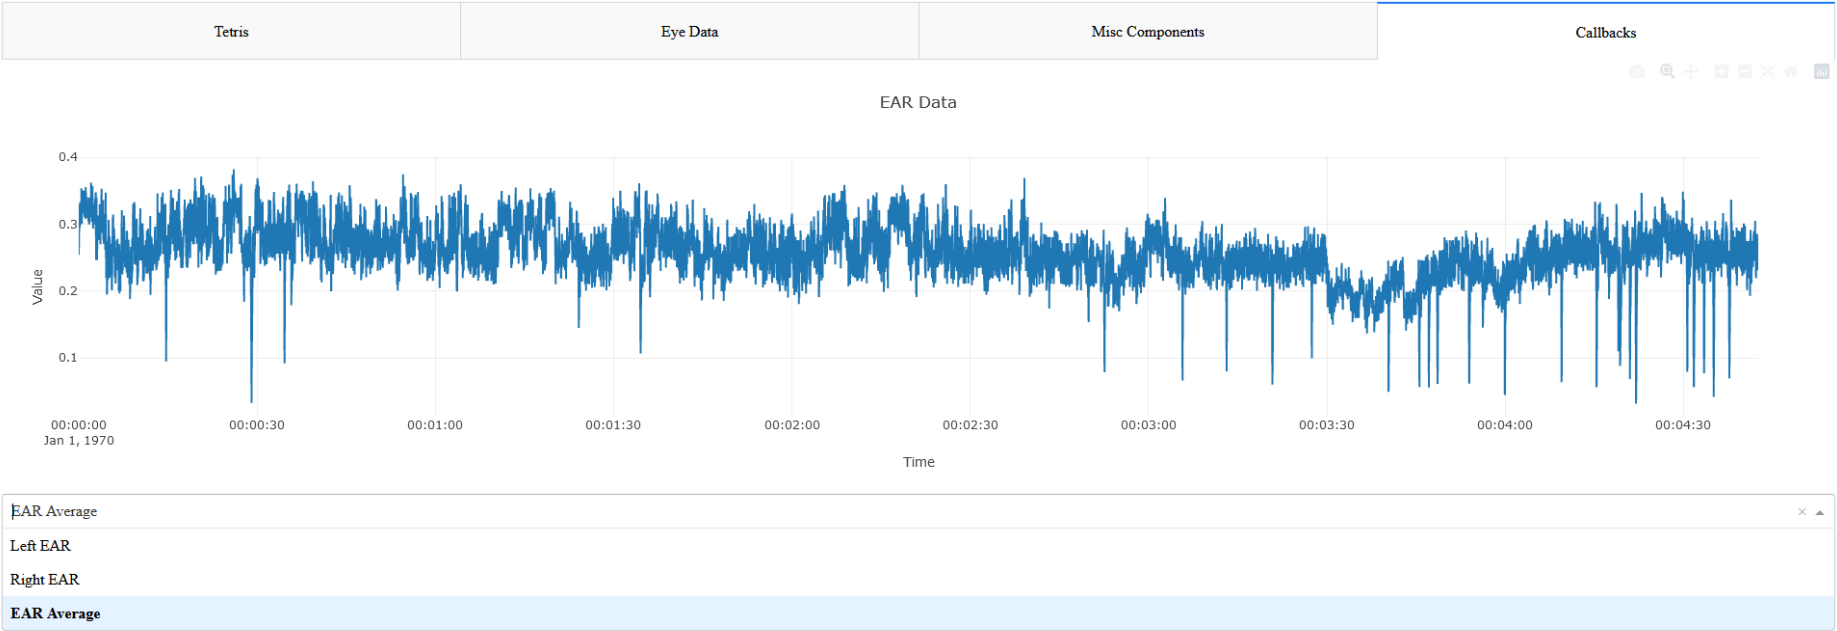 Tetris Eye Data Misc Components Callbacks
EAR Data
0.4
0.3
0.2
0.1
Value
00:00:00 00:00:30 00:01:00 00:01:30 00:02:00 00:02:30 00:03:00 00:03:30 00:04:00 00:04:30
Jan 1, 1970
Time
EAR Average
Left EAR
Right EAR
EAR Average